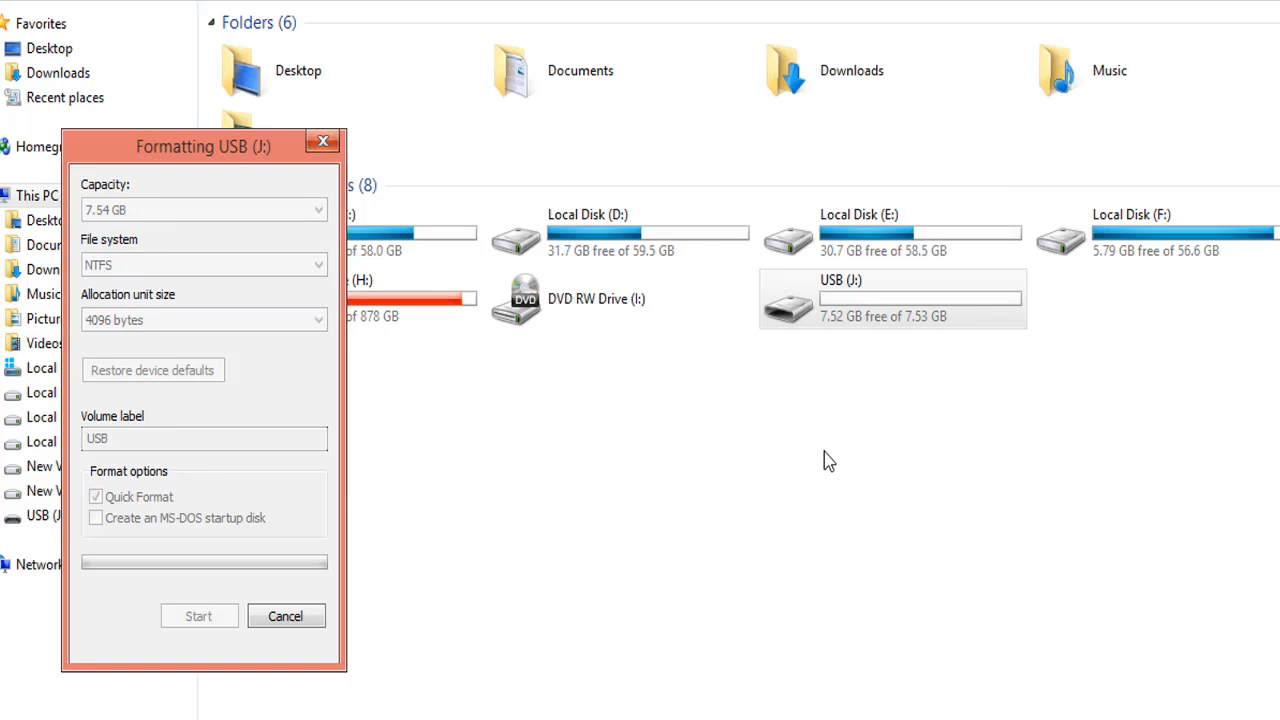 Favorites
Desktop
Downloads
Recent places
Homeg
This PC
Deskt
Docur
Down
Music
Pictur
Videos
Local
Local
Local
Local
New V
New V
USB (J
Network
Folders (6)
Desktop
Documents
Downloads
Music
s (8)
:)
of 58.0 GB
Local Disk (D:)
31.7 GB free of 59.5 GB
Local Disk (E:)
30.7 GB free of 58.5 GB
Local Disk (F:)
5.79 GB free of 56.6 GB
(H:)
of 878 GB
DVD
DVD RW Drive (I:)
USB (J:)
7.52 GB free of 7.53 GB
Formatting USB (J:)
Capacity:
7.54 GB
File system
NTFS
Allocation unit size
4096 bytes
Restore device defaults
Volume label
USB
Format options
Quick Format
Create an MS-DOS startup disk
Start
Cancel